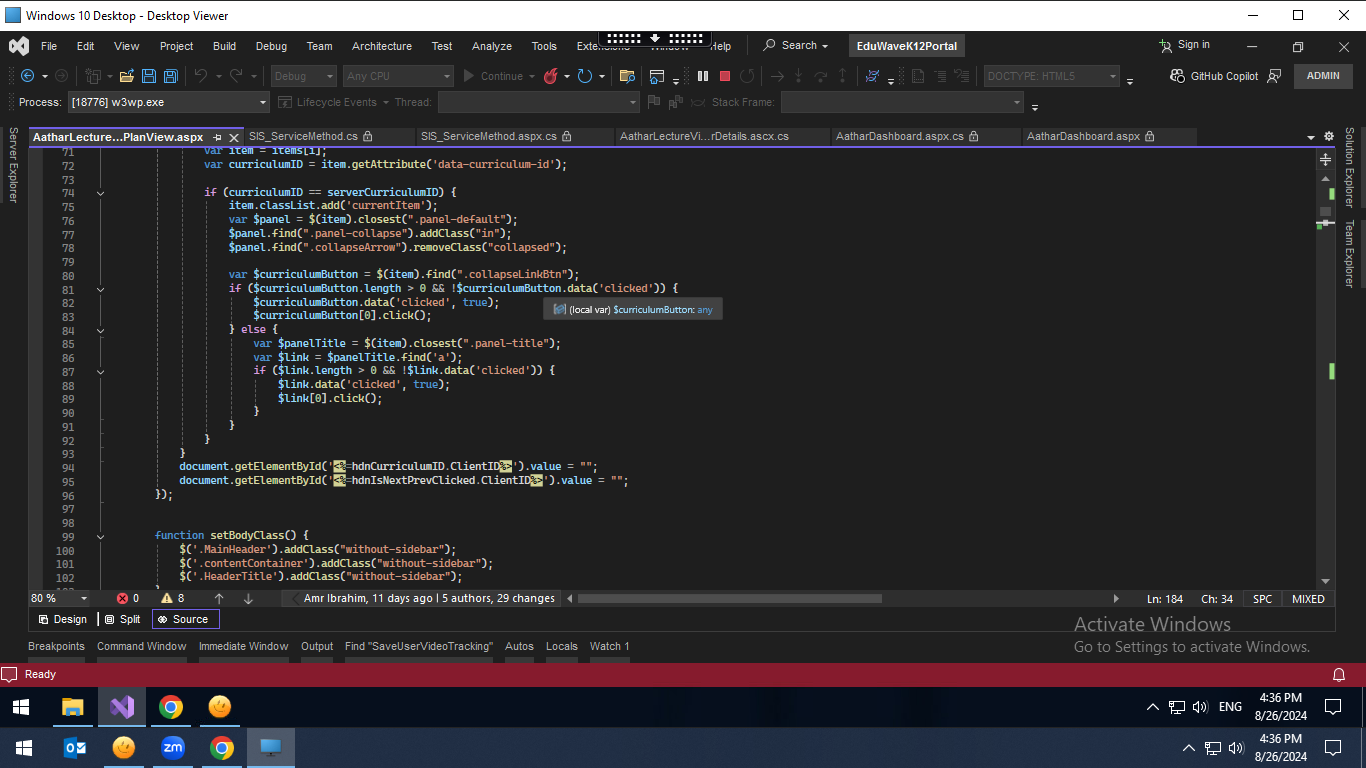 Windows 10 Desktop - Desktop Viewer
File Edit View Project Build Debug Team Architecture Test Analyze Tools Search EduWaveK12Portal Sign in
Debug Any CPU Continue DOCTYPE: HTML5 GitHub Copilot ADMIN
Process: [18776] w3wp.exe Lifecycle Events Thread: Stack Frame:
AatharLecture...PlanView.aspx SIS_ServiceMethod.cs SIS_ServiceMethod.aspx.cs AatharLectureVi...rDetails.ascx.cs AatharDashboard.aspx.cs AatharDashboard.aspx
Server Explorer
Solution Explorer
Team Explorer
71 var item = items[i];
72 var curriculumID = item.getAttribute('data-curriculum-id');
73
74 if (curriculumID == serverCurriculumID) {
75 item.classList.add('currentItem');
76 var $panel = $(item).closest(".panel-default");
77 $panel.find(".panel-collapse").addClass("in");
78 $panel.find(".collapseArrow").removeClass("collapsed");
79
80 var $curriculumButton = $(item).find(".collapseLinkBtn");
81 if ($curriculumButton.length > 0 && !$curriculumButton.data('clicked')) {
82 $curriculumButton.data('clicked', true);
(local var) $curriculumButton: any
83 $curriculumButton[0].click();
84 } else {
85 var $panelTitle = $(item).closest(".panel-title");
86 var $link = $panelTitle.find('a');
87 if ($link.length > 0 && !$link.data('clicked')) {
88 $link.data('clicked', true);
89 $link[0].click();
90 }
91 }
92 }
93 }
94 document.getElementById('<%=hdnCurriculumID.ClientID%>').value = "";
95 document.getElementById('<%=hdnIsNextPrevClicked.ClientID%>').value = "";
96 });
97
98
99 function setBodyClass() {
100 $('.MainHeader').addClass("without-sidebar");
101 $('.contentContainer').addClass("without-sidebar");
102 $('.HeaderTitle').addClass("without-sidebar");
80 % 0 8 Amr Ibrahim, 11 days ago | 5 authors, 29 changes Ln: 184 Ch: 34 SPC MIXED
Design Split Source
Activate Windows
Go to Settings to activate Windows.
Breakpoints Command Window Immediate Window Output Find "SaveUserVideoTracking" Autos Locals Watch 1
Ready
ENG 4:36 PM
8/26/2024
zm 4:36 PM
8/26/2024